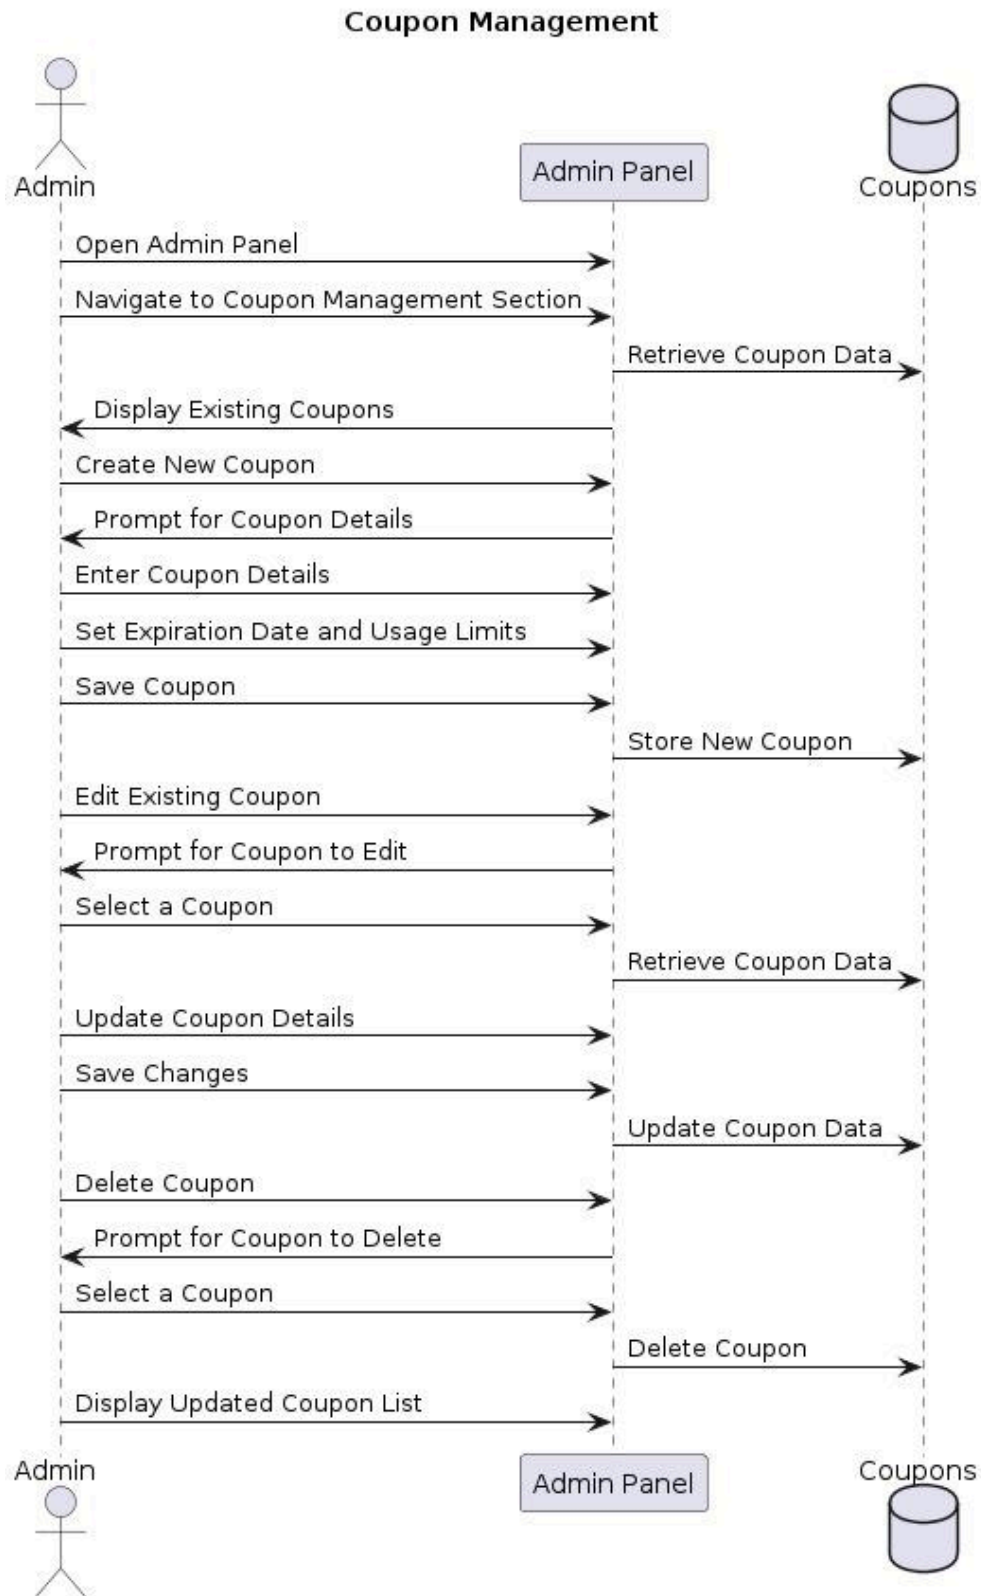 Coupon Management
Admin
Admin Panel
Coupons
Open Admin Panel
Navigate to Coupon Management Section
Retrieve Coupon Data
Display Existing Coupons
Create New Coupon
Prompt for Coupon Details
Enter Coupon Details
Set Expiration Date and Usage Limits
Save Coupon
Store New Coupon
Edit Existing Coupon
Prompt for Coupon to Edit
Select a Coupon
Retrieve Coupon Data
Update Coupon Details
Save Changes
Update Coupon Data
Delete Coupon
Prompt for Coupon to Delete
Select a Coupon
Delete Coupon
Display Updated Coupon List
Admin
Admin Panel
Coupons